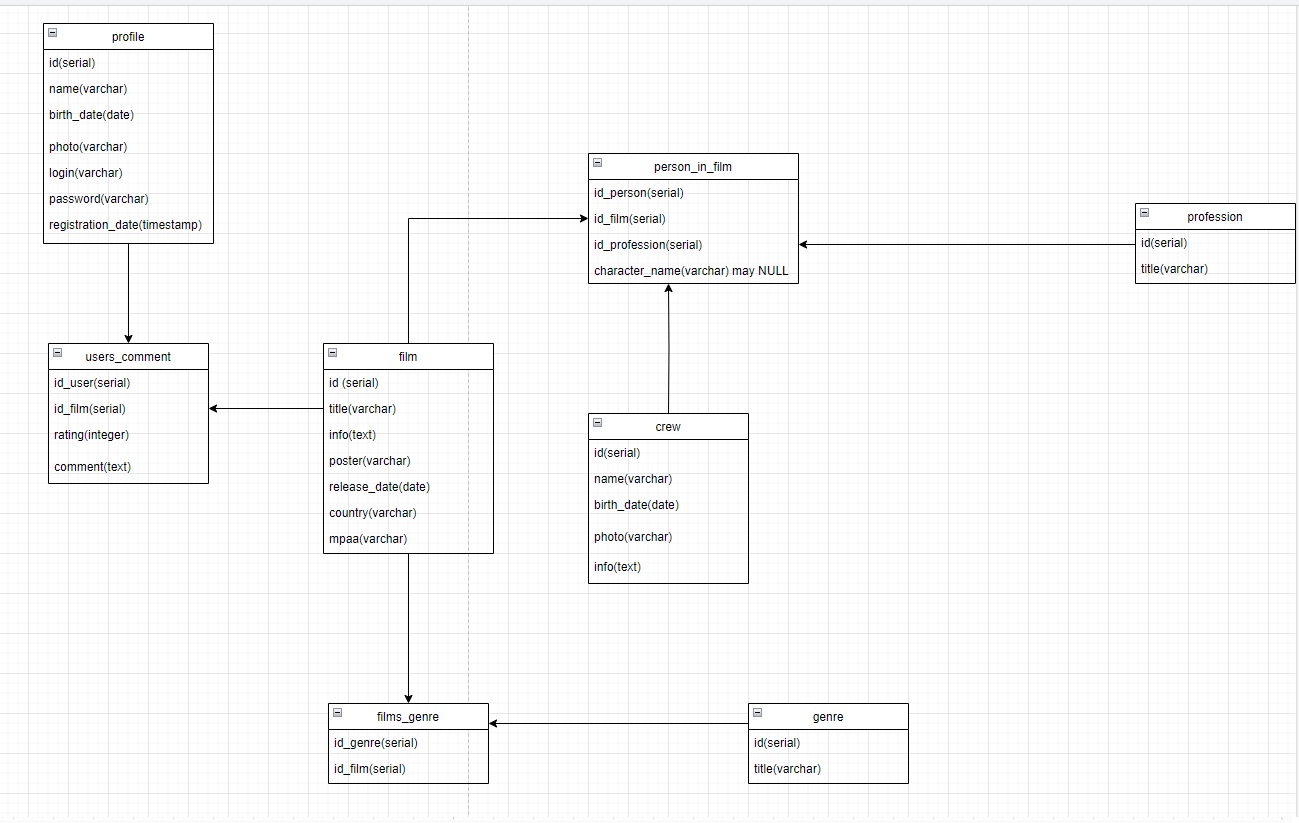 profile
id(serial)
name(varchar)
birth_date(date)
photo(varchar)
login(varchar)
password(varchar)
registration_date(timestamp)
person_in_film
id_person(serial)
id_film(serial)
id_profession(serial)
character_name(varchar) may NULL
profession
id(serial)
title(varchar)
users_comment
id_user(serial)
id_film(serial)
rating(integer)
comment(text)
film
id (serial)
title(varchar)
info(text)
poster(varchar)
release_date(date)
country(varchar)
mpaa(varchar)
crew
id(serial)
name(varchar)
birth_date(date)
photo(varchar)
info(text)
films_genre
id_genre(serial)
id_film(serial)
genre
id(serial)
title(varchar)